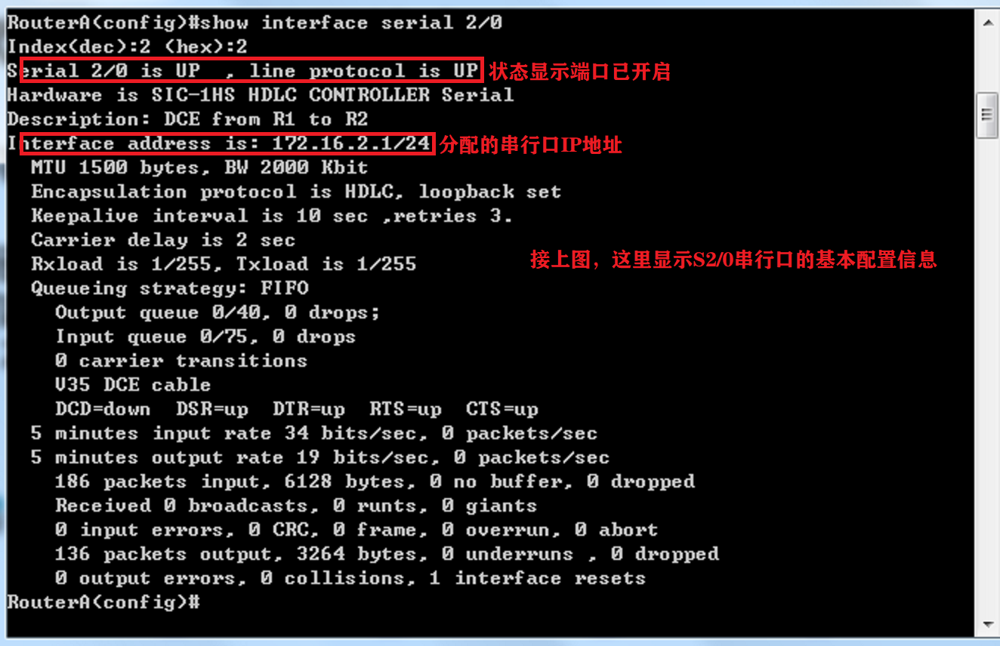 RouterA(config)#show interface serial 2/0
Index(dec):2 (hex):2
Serial 2/0 is UP  , line protocol is UP 状态显示端口已开启
Hardware is SIC-1HS HDLC CONTROLLER Serial
Description: DCE from R1 to R2
Interface address is: 172.16.2.1/24 分配的串行口IP地址
MTU 1500 bytes, BW 2000 Kbit
Encapsulation protocol is HDLC, loopback set
Keepalive interval is 10 sec ,retries 3.
Carrier delay is 2 sec
Rxload is 1/255, Txload is 1/255 接上图，这里显示S2/0串行口的基本配置信息
Queueing strategy: FIFO
Output queue 0/40, 0 drops;
Input queue 0/75, 0 drops
0 carrier transitions
V35 DCE cable
DCD=down  DSR=up  DTR=up  RTS=up  CTS=up
5 minutes input rate 34 bits/sec, 0 packets/sec
5 minutes output rate 19 bits/sec, 0 packets/sec
186 packets input, 6128 bytes, 0 no buffer, 0 dropped
Received 0 broadcasts, 0 runts, 0 giants
0 input errors, 0 CRC, 0 frame, 0 overrun, 0 abort
136 packets output, 3264 bytes, 0 underruns , 0 dropped
0 output errors, 0 collisions, 1 interface resets
RouterA(config)#